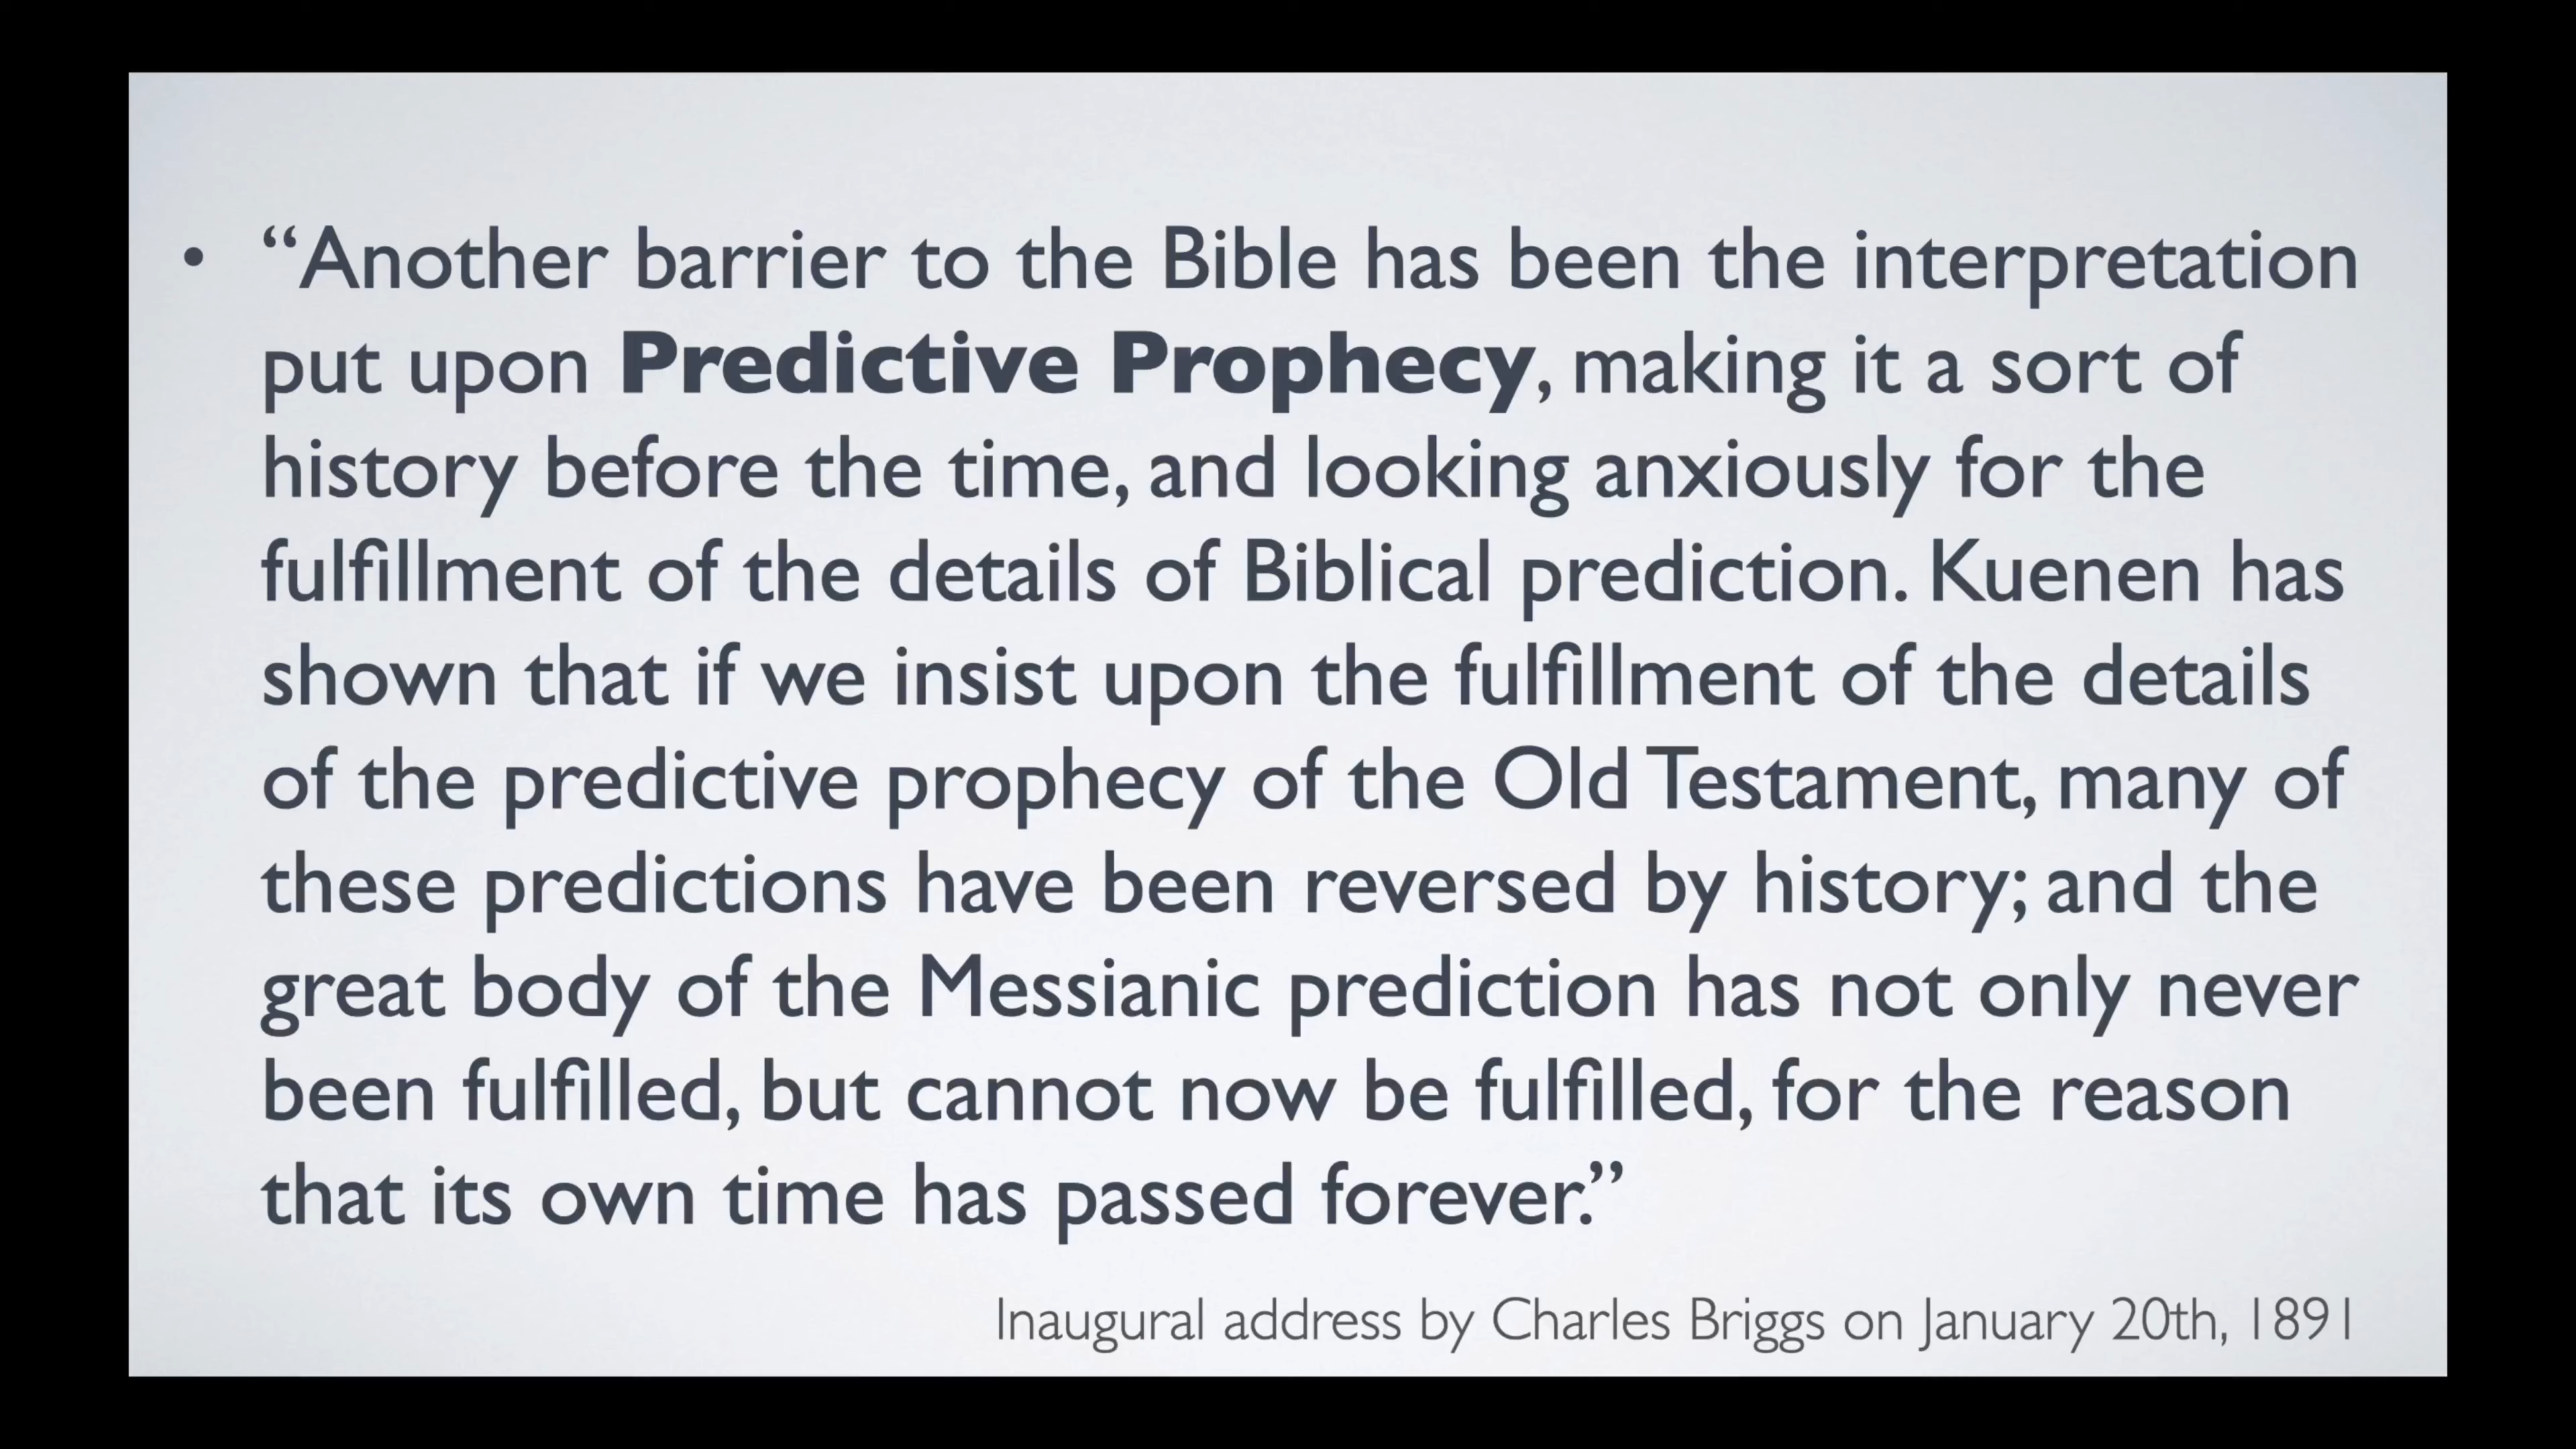 • “Another barrier to the Bible has been the interpretation
put upon Predictive Prophecy, making it a sort of
history before the time, and looking anxiously for the
fulfillment of the details of Biblical prediction. Kuenen has
shown that if we insist upon the fulfillment of the details
of the predictive prophecy of the Old Testament, many of
these predictions have been reversed by history; and the
great body of the Messianic prediction has not only never
been fulfilled, but cannot now be fulfilled, for the reason
that its own time has passed forever.”
Inaugural address by Charles Briggs on January 20th, 1891